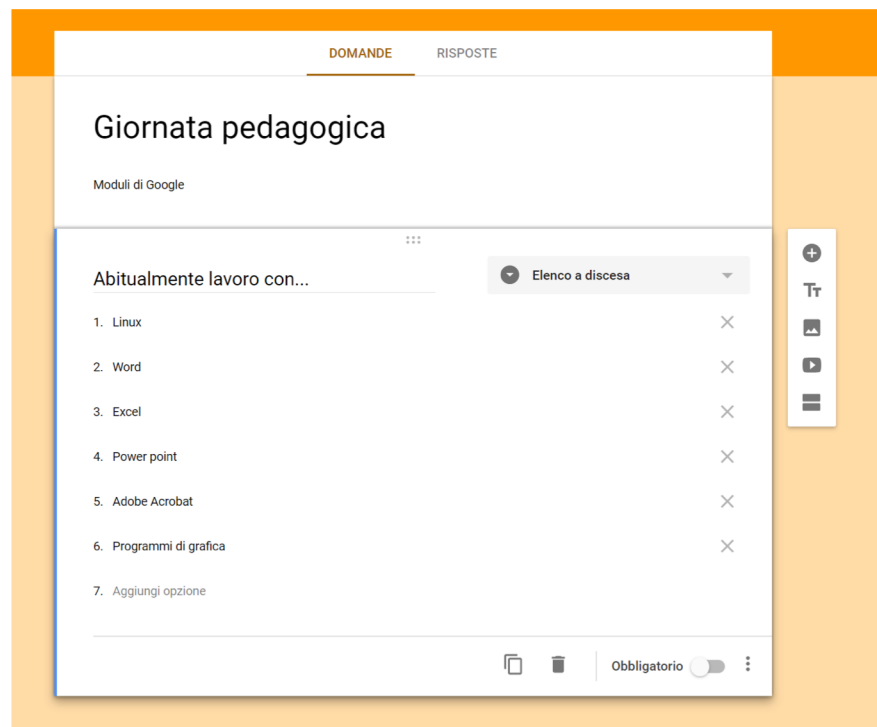 DOMANDE RISPOSTE
Giornata pedagogica
Moduli di Google
Abitualmente lavoro con... Elenco a discesa
1. Linux
2. Word
3. Excel
4. Power point
5. Adobe Acrobat
6. Programmi di grafica
7. Aggiungi opzione
Obbligatorio